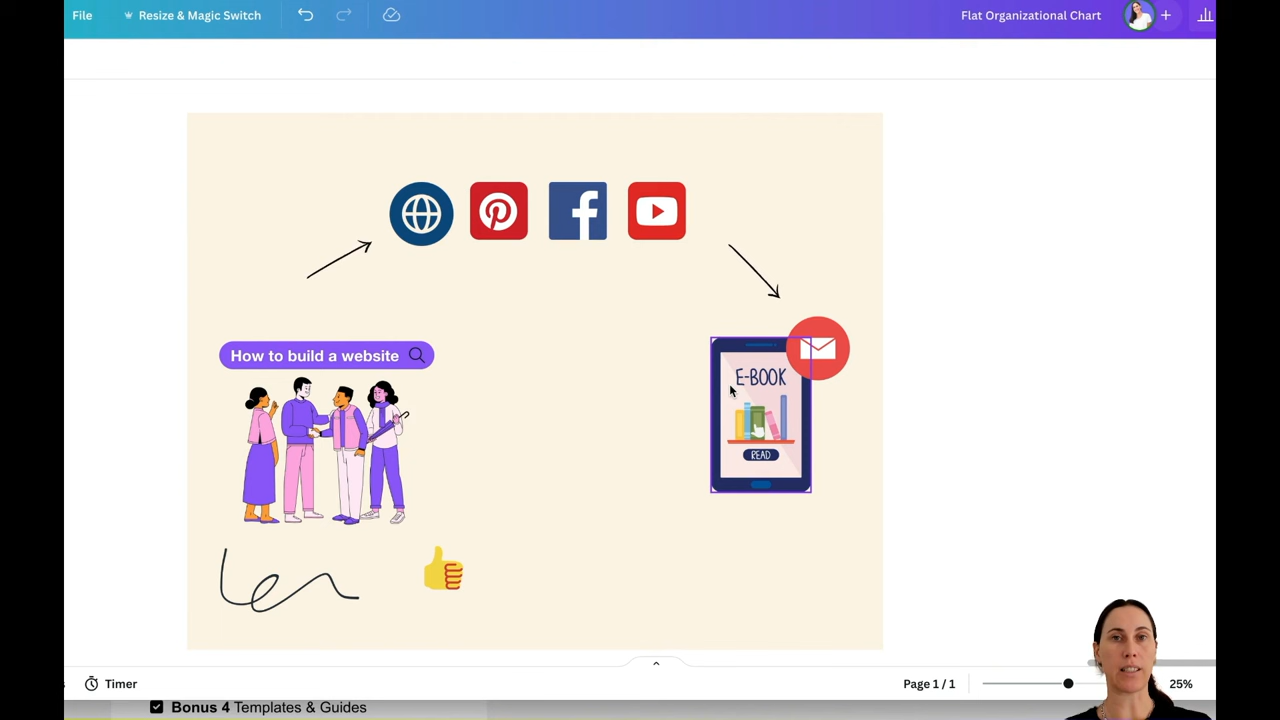 File Resize & Magic Switch Flat Organizational Chart
How to build a website
E-BOOK
READ
Timer Page 1 / 1 25%
Bonus 4 Templates & Guides